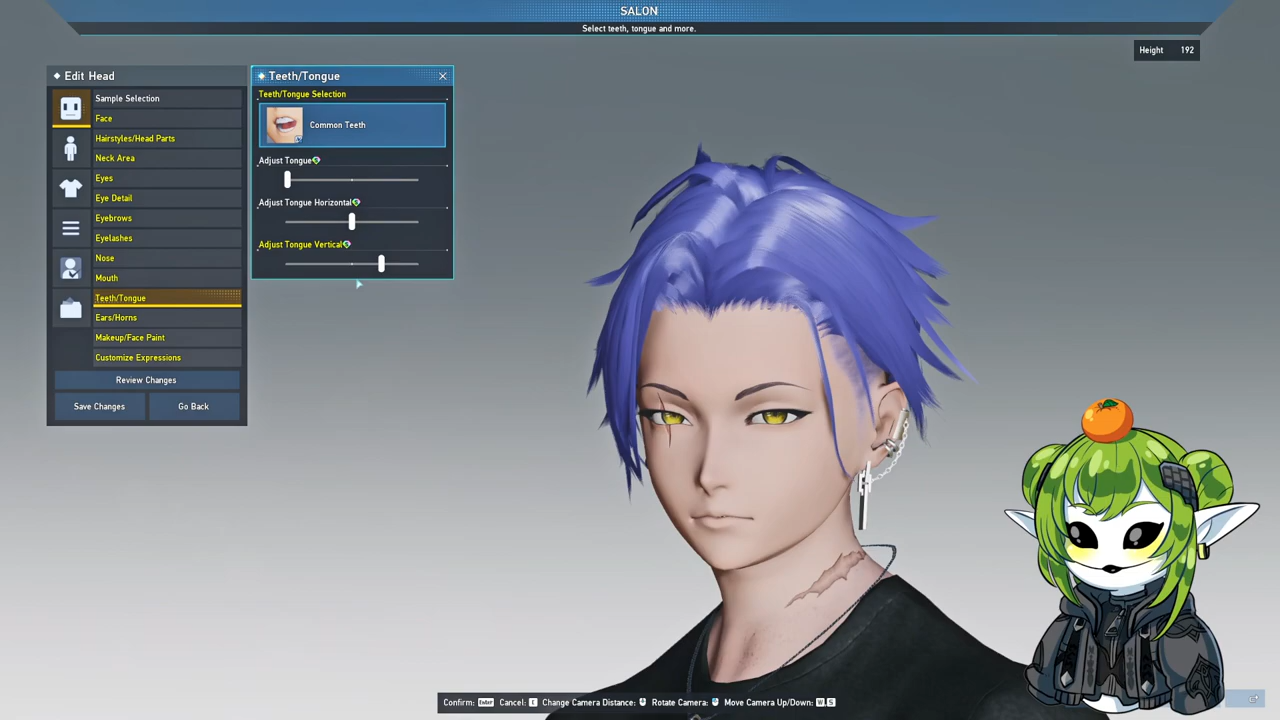 SALON
Select teeth, tongue and more.
Height 192
Edit Head
Sample Selection
Face
Hairstyles/Head Parts
Neck Area
Eyes
Eye Detail
Eyebrows
Eyelashes
Nose
Mouth
Teeth/Tongue
Ears/Horns
Makeup/Face Paint
Customize Expressions
Review Changes
Save Changes
Go Back
Teeth/Tongue
Teeth/Tongue Selection
Common Teeth
Adjust Tongue
Adjust Tongue Horizontal
Adjust Tongue Vertical
Confirm: Enter Cancel: E Change Camera Distance: Rotate Camera: Move Camera Up/Down: W S